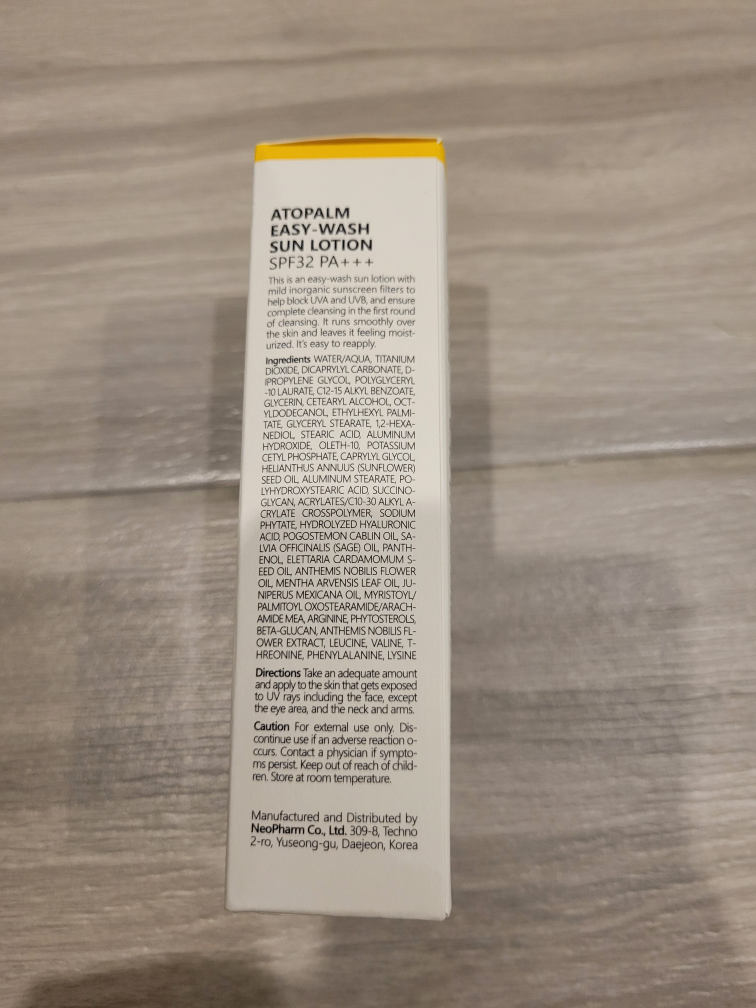 ATOPALM
EASY-WASH
SUN LOTION
SPF32 PA+++
This is an easy-wash sun lotion with
mild inorganic sunscreen filters to
help block UVA and UVB, and ensure
complete cleansing in the first round
of cleansing. It runs smoothly over
the skin and leaves it feeling moist-
urized. It's easy to reapply.
Ingredients WATER/AQUA, TITANIUM
DIOXIDE, DICAPRYLYL CARBONATE, D-
IPROPYLENE GLYCOL, POLYGLYCERYL
-10 LAURATE, C12-15 ALKYL BENZOATE,
GLYCERIN, CETEARYL ALCOHOL, OCT-
YLDODECANOL, ETHYLHEXYL PALMI-
TATE, GLYCERYL STEARATE, 1,2-HEXA-
NEDIOL, STEARIC ACID, ALUMINUM
HYDROXIDE, OLETH-10, POTASSIUM
CETYL PHOSPHATE, CAPRYLYL GLYCOL,
HELIANTHUS ANNUUS (SUNFLOWER)
SEED OIL, ALUMINUM STEARATE, PO-
LYHYDROXYSTEARIC ACID, SUCCINO-
GLYCAN, ACRYLATES/C10-30 ALKYL A-
CRYLATE CROSSPOLYMER, SODIUM
PHYTATE, HYDROLYZED HYALURONIC
ACID, POGOSTEMON CABLIN OIL, SA-
LVIA OFFICINALIS (SAGE) OIL, PANTH-
ENOL, ELETTARIA CARDAMOMUM S-
EED OIL, ANTHEMIS NOBILIS FLOWER
OIL, MENTHA ARVENSIS LEAF OIL, JU-
NIPERUS MEXICANA OIL, MYRISTOYL/
PALMITOYL OXOSTEARAMIDE/ARACH-
AMIDE MEA, ARGININE, PHYTOSTEROLS,
BETA-GLUCAN, ANTHEMIS NOBILIS FL-
OWER EXTRACT, LEUCINE, VALINE, T-
HREONINE, PHENYLALANINE, LYSINE
Directions Take an adequate amount
and apply to the skin that gets exposed
to UV rays including the face, except
the eye area, and the neck and arms.
Caution For external use only. Dis-
continue use if an adverse reaction o-
ccurs. Contact a physician if sympto-
ms persist. Keep out of reach of child-
ren. Store at room temperature.
Manufactured and Distributed by
NeoPharm Co., Ltd. 309-8, Techno
2-ro, Yuseong-gu, Daejeon, Korea